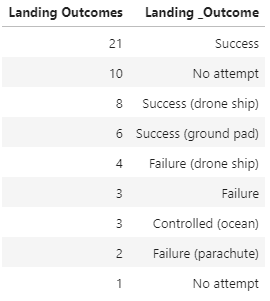 Landing Outcomes Landing _Outcome
21 Success
10 No attempt
8 Success (drone ship)
6 Success (ground pad)
4 Failure (drone ship)
3 Failure
3 Controlled (ocean)
2 Failure (parachute)
1 No attempt